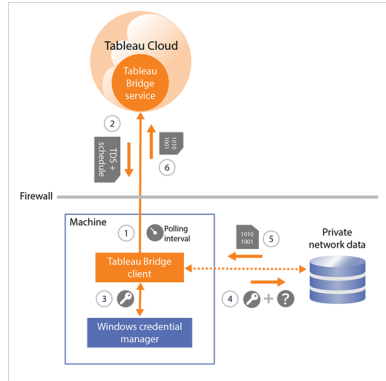 Tableau Cloud
Tableau
Bridge
service
2
TDS +
schedule
1010
1001
6
Firewall
Machine
1
Polling
interval
1010
1001
5
Private
network data
Tableau Bridge
client
3
4
+
?
Windows credential
manager